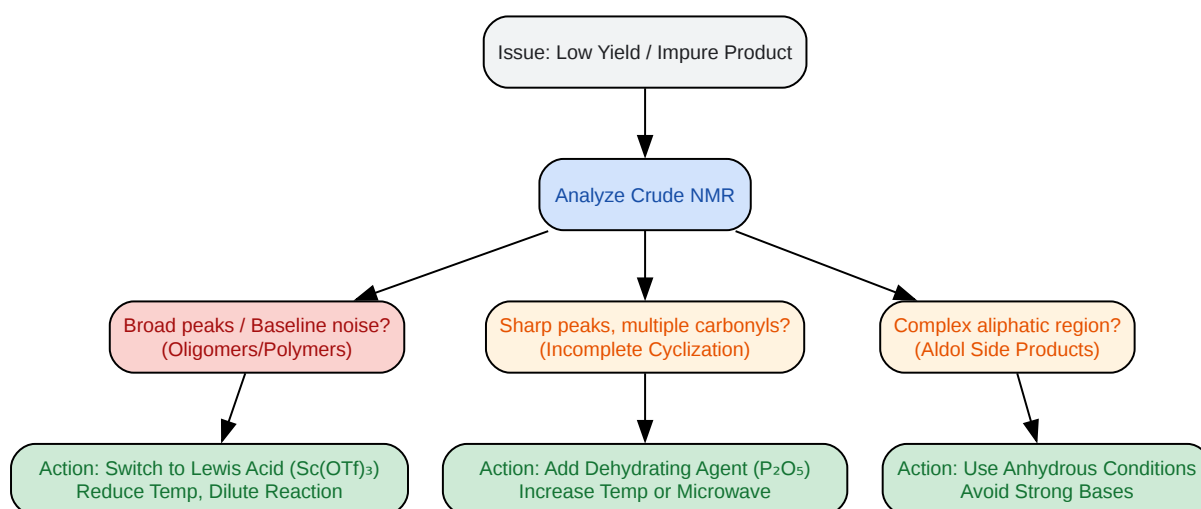 Issue: Low Yield / Impure Product
Analyze Crude NMR
Broad peaks / Baseline noise?
(Oligomers/Polymers)
Sharp peaks, multiple carbonyls?
(Incomplete Cyclization)
Complex aliphatic region?
(Aldol Side Products)
Action: Switch to Lewis Acid (Sc(OTf)₃)
Reduce Temp, Dilute Reaction
Action: Add Dehydrating Agent (P₂O₅)
Increase Temp or Microwave
Action: Use Anhydrous Conditions
Avoid Strong Bases